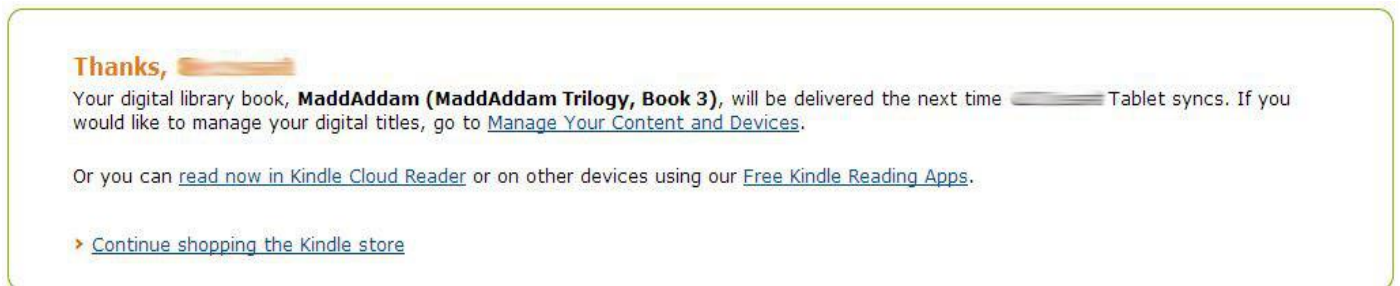 Thanks,
Your digital library book, MaddAddam (MaddAddam Trilogy, Book 3), will be delivered the next time Tablet syncs. If you
would like to manage your digital titles, go to Manage Your Content and Devices.
Or you can read now in Kindle Cloud Reader or on other devices using our Free Kindle Reading Apps.
› Continue shopping the Kindle store